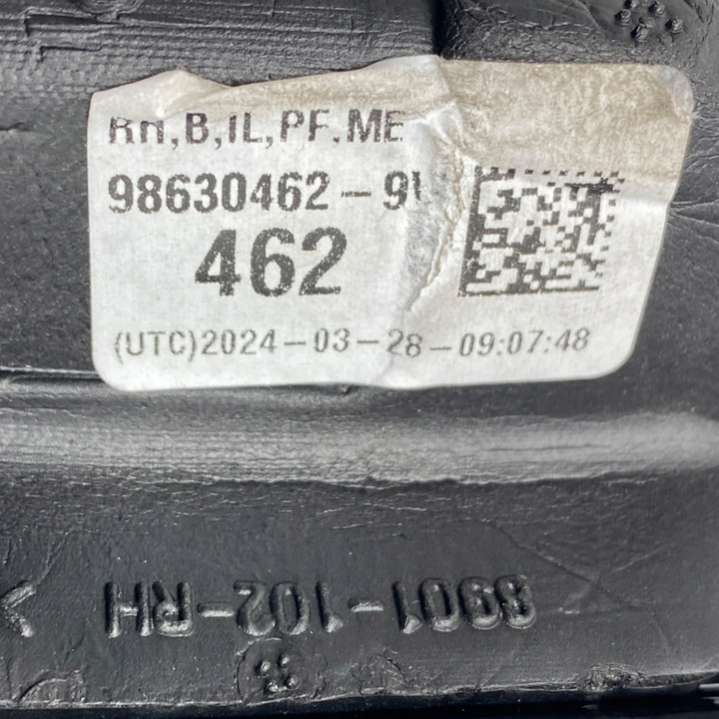 RH,B,IL,PF.ME
98630462-9
462
(UTC)2024-03-28-09:07:48
8901-102-RH